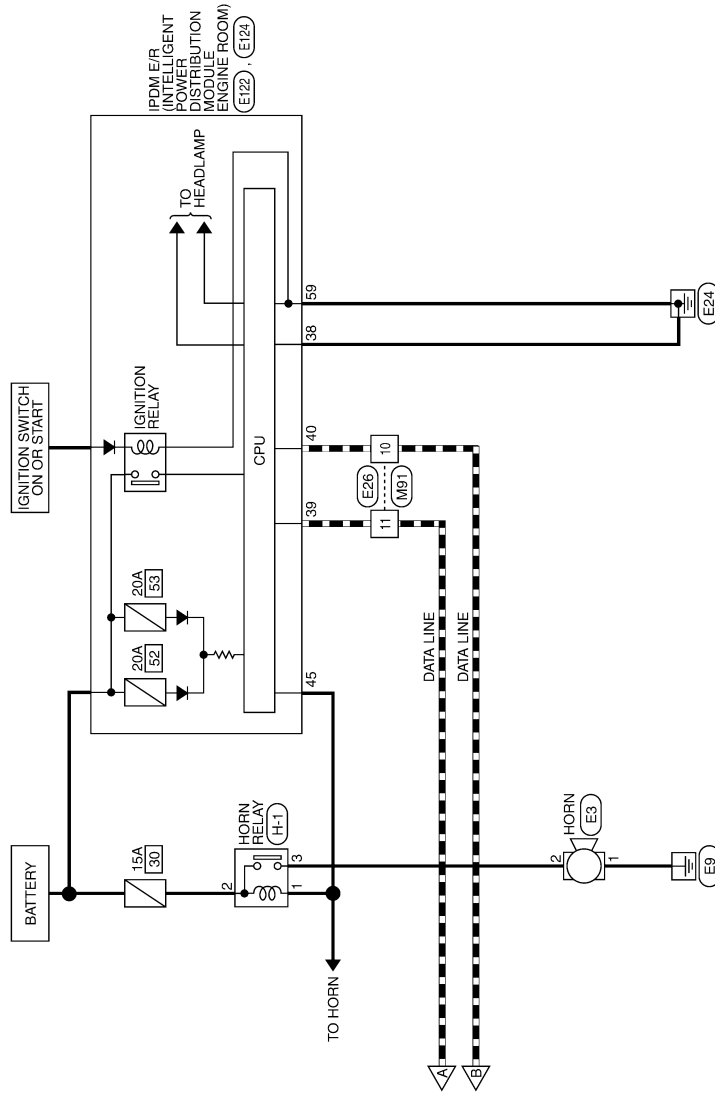 BATTERY
IGNITION SWITCH
ON OR START
IPDM E/R
(INTELLIGENT
POWER
DISTRIBUTION
MODULE
ENGINE ROOM)
E122 , E124
15A
30
20A
52
20A
53
IGNITION
RELAY
TO
HEADLAMP
HORN
RELAY
H-1
2
1
3
CPU
45
39
40
38
59
TO HORN
11
E26
M91
10
DATA LINE
DATA LINE
A
B
2
HORN
E3
1
E9
E24